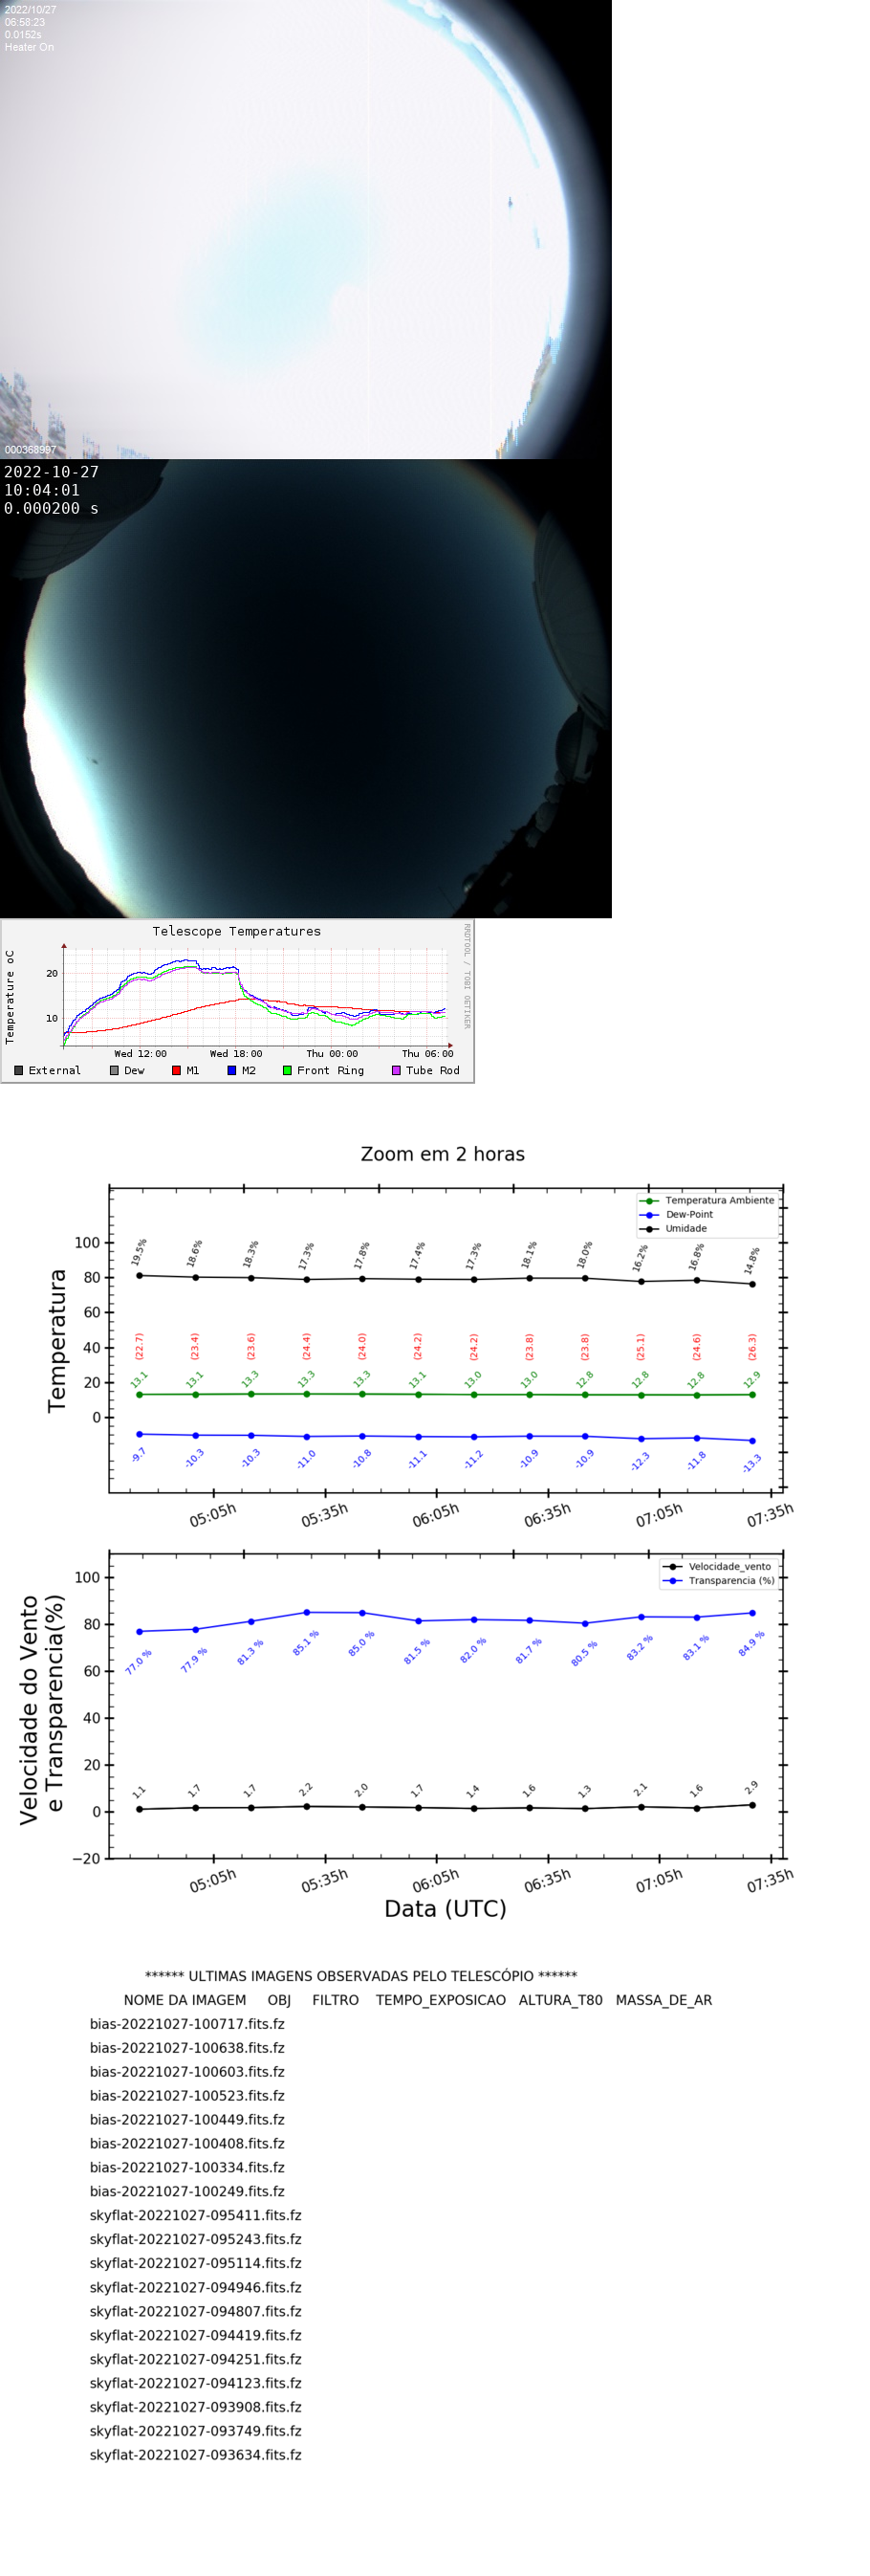 2022/10/27
06:58:23
0.0152s
Heater On
000368997
2022-10-27
10:04:01
0.000200 s
Telescope Temperatures
RRDTOOL / TOBI OETIKER
Temperature oC
20
10
Wed 12:00 Wed 18:00 Thu 00:00 Thu 06:00
External Dew M1 M2 Front Ring Tube Rod
Zoom em 2 horas
Temperatura Ambiente
Dew-Point
Umidade
Temperatura
100
80
60
40
20
0
19.5% 18.6% 18.3% 17.3% 17.8% 17.4% 17.3% 18.1% 18.0% 16.2% 16.8% 14.8%
(22.7) (23.4) (23.6) (24.4) (24.0) (24.2) (24.2) (23.8) (23.8) (25.1) (24.6) (26.3)
13.1 13.1 13.3 13.3 13.3 13.1 13.0 13.0 12.8 12.8 12.8 12.9
-9.7 -10.3 -10.3 -11.0 -10.8 -11.1 -11.2 -10.9 -10.9 -12.3 -11.8 -13.3
05:05h 05:35h 06:05h 06:35h 07:05h 07:35h
Velocidade_vento
Transparencia (%)
Velocidade do Vento
e Transparencia(%)
100
80
60
40
20
0
−20
77.0 % 77.9 % 81.3 % 85.1 % 85.0 % 81.5 % 82.0 % 81.7 % 80.5 % 83.2 % 83.1 % 84.9 %
1.1 1.7 1.7 2.2 2.0 1.7 1.4 1.6 1.3 2.1 1.6 2.9
05:05h 05:35h 06:05h 06:35h 07:05h 07:35h
Data (UTC)
****** ULTIMAS IMAGENS OBSERVADAS PELO TELESCÓPIO ******
NOME DA IMAGEM OBJ FILTRO TEMPO_EXPOSICAO ALTURA_T80 MASSA_DE_AR
bias-20221027-100717.fits.fz
bias-20221027-100638.fits.fz
bias-20221027-100603.fits.fz
bias-20221027-100523.fits.fz
bias-20221027-100449.fits.fz
bias-20221027-100408.fits.fz
bias-20221027-100334.fits.fz
bias-20221027-100249.fits.fz
skyflat-20221027-095411.fits.fz
skyflat-20221027-095243.fits.fz
skyflat-20221027-095114.fits.fz
skyflat-20221027-094946.fits.fz
skyflat-20221027-094807.fits.fz
skyflat-20221027-094419.fits.fz
skyflat-20221027-094251.fits.fz
skyflat-20221027-094123.fits.fz
skyflat-20221027-093908.fits.fz
skyflat-20221027-093749.fits.fz
skyflat-20221027-093634.fits.fz